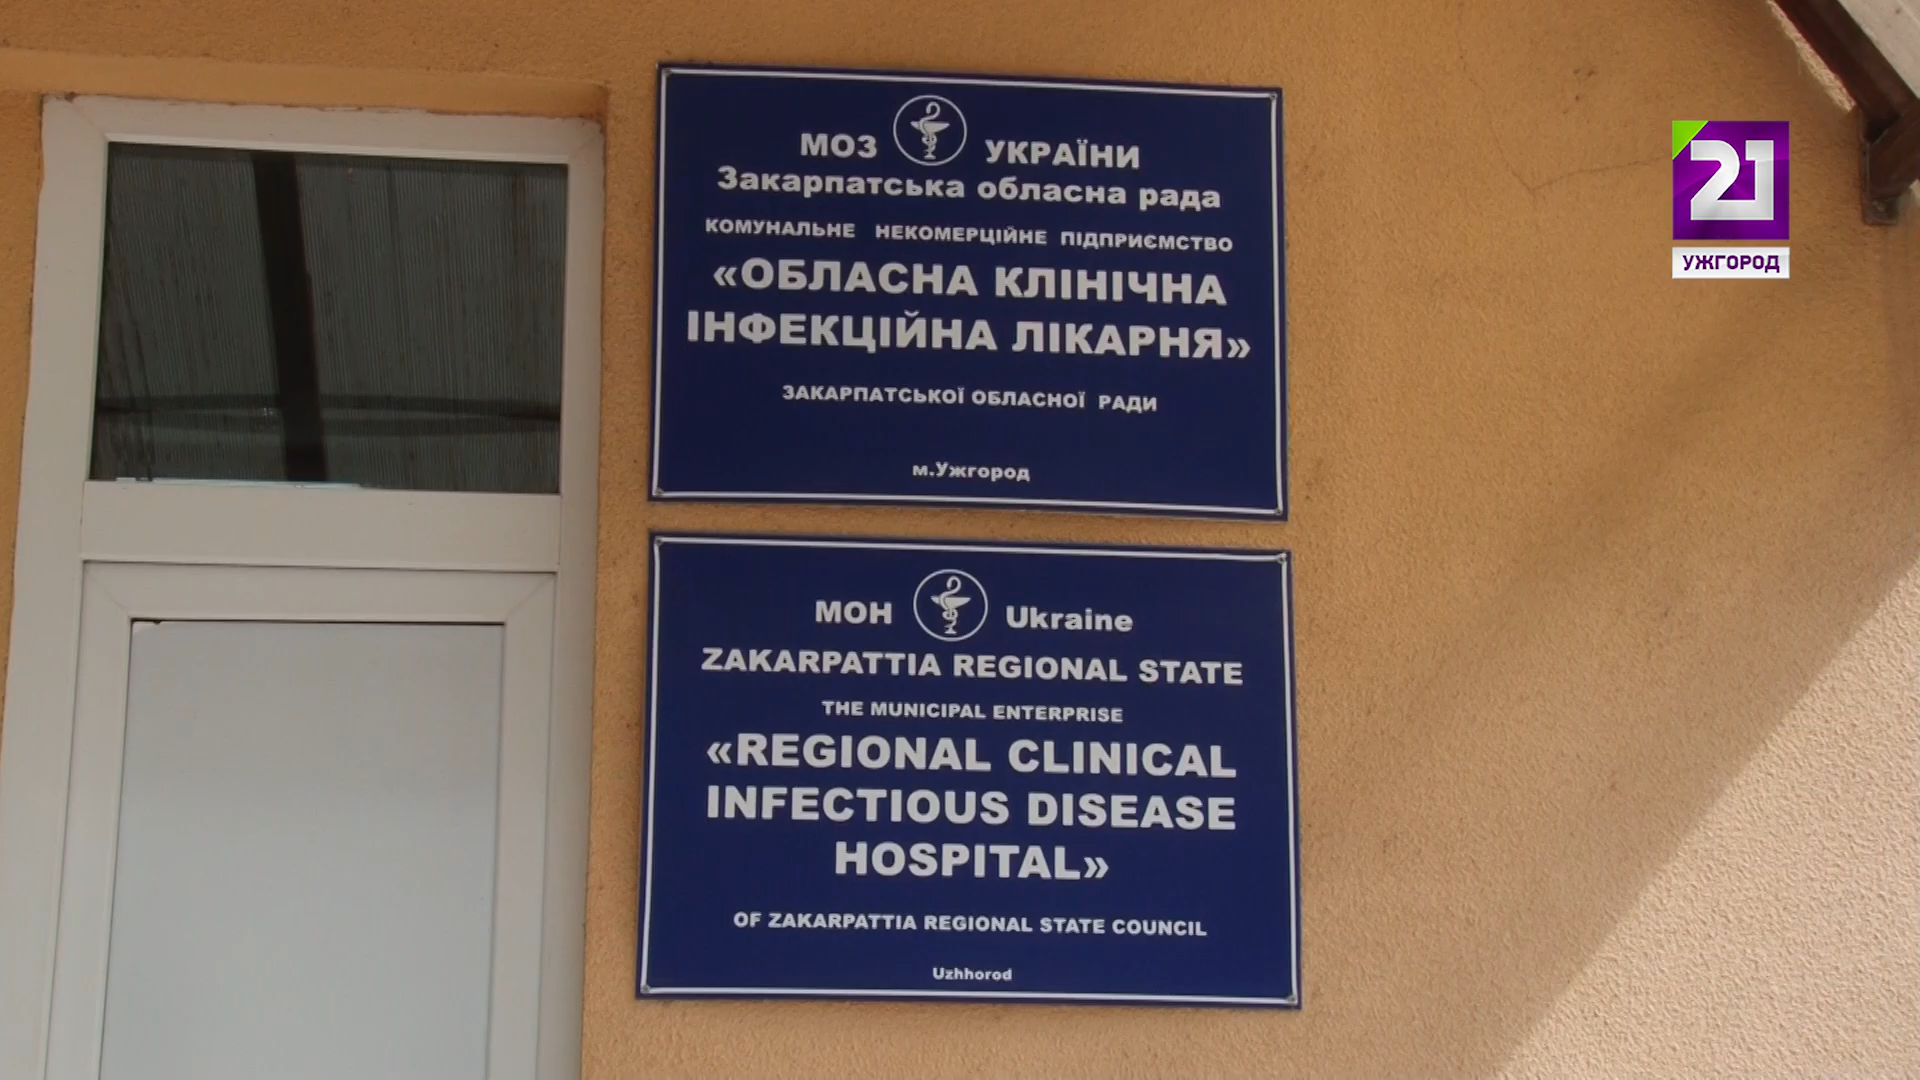 МОЗ УКРАЇНИ
Закарпатська обласна рада
КОМУНАЛЬНЕ НЕКОМЕРЦІЙНЕ ПІДПРИЄМСТВО
«ОБЛАСНА КЛІНІЧНА
ІНФЕКЦІЙНА ЛІКАРНЯ»
ЗАКАРПАТСЬКОЇ ОБЛАСНОЇ РАДИ
м.Ужгород
MOH Ukraine
ZAKARPATTIA REGIONAL STATE
THE MUNICIPAL ENTERPRISE
«REGIONAL CLINICAL
INFECTIOUS DISEASE
HOSPITAL»
OF ZAKARPATTIA REGIONAL STATE COUNCIL
Uzhhorod
21
УЖГОРОД